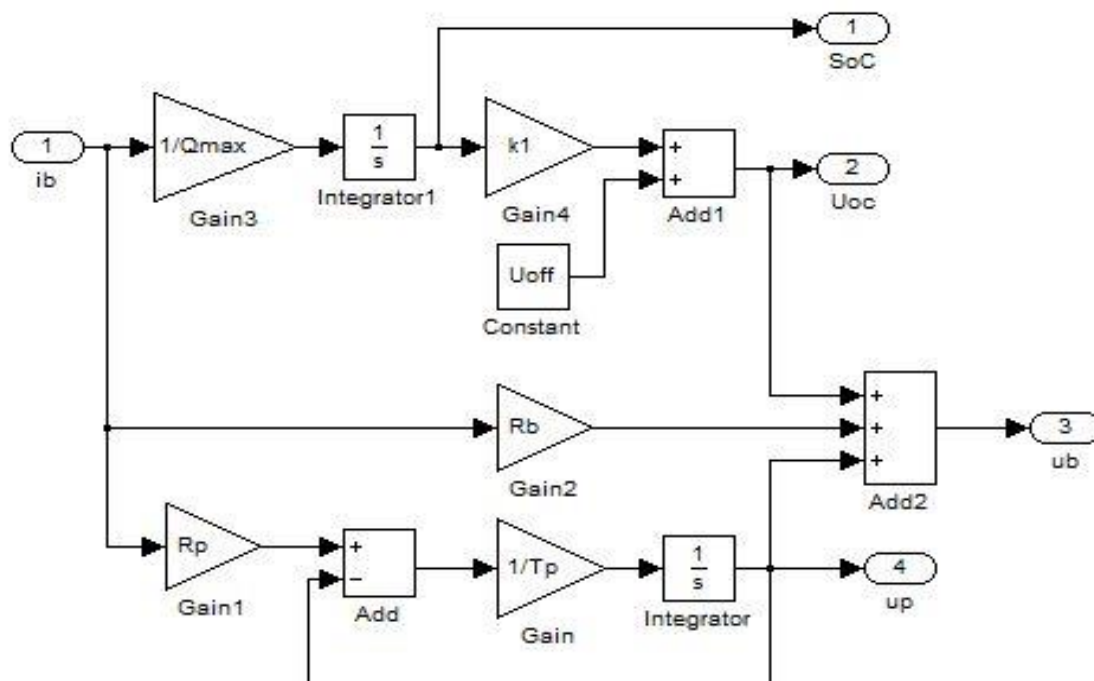 1
SoC
1
ib
1/Qmax
Gain3
1
s
Integrator1
k1
Gain4
+
+
Add1
2
Uoc
Uoff
Constant
Rb
Gain2
+
+
+
Add2
3
ub
Rp
Gain1
+
−
Add
1/Tp
Gain
1
s
Integrator
4
up